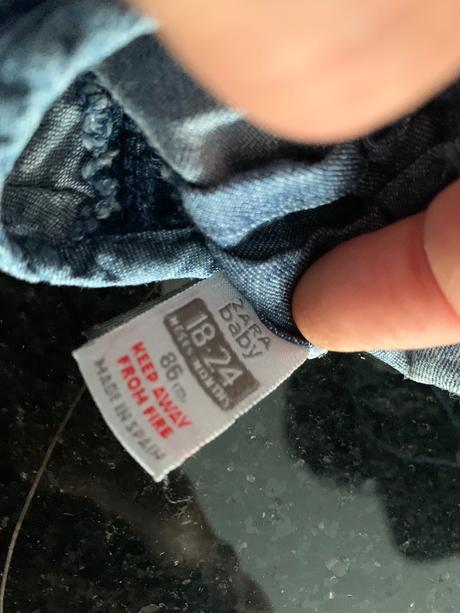 ZARA
Baby
18-24
MESES MONTHS
86 cm.
KEEP AWAY
FROM FIRE
MADE IN SPAIN